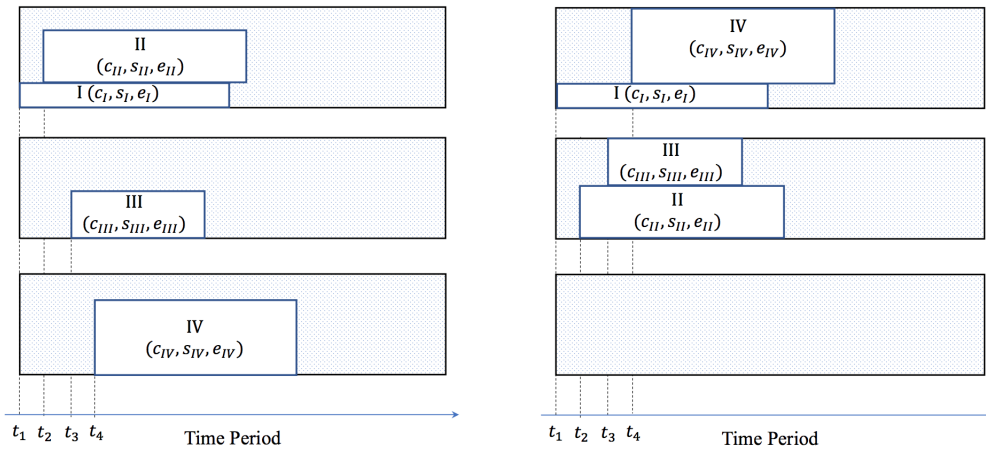 II
(c_II, s_II, e_II)
I (c_I, s_I, e_I)
III
(c_III, s_III, e_III)
IV
(c_IV, s_IV, e_IV)
t_1 t_2 t_3 t_4
Time Period
IV
(c_IV, s_IV, e_IV)
I (c_I, s_I, e_I)
III
(c_III, s_III, e_III)
II
(c_II, s_II, e_II)
t_1 t_2 t_3 t_4
Time Period